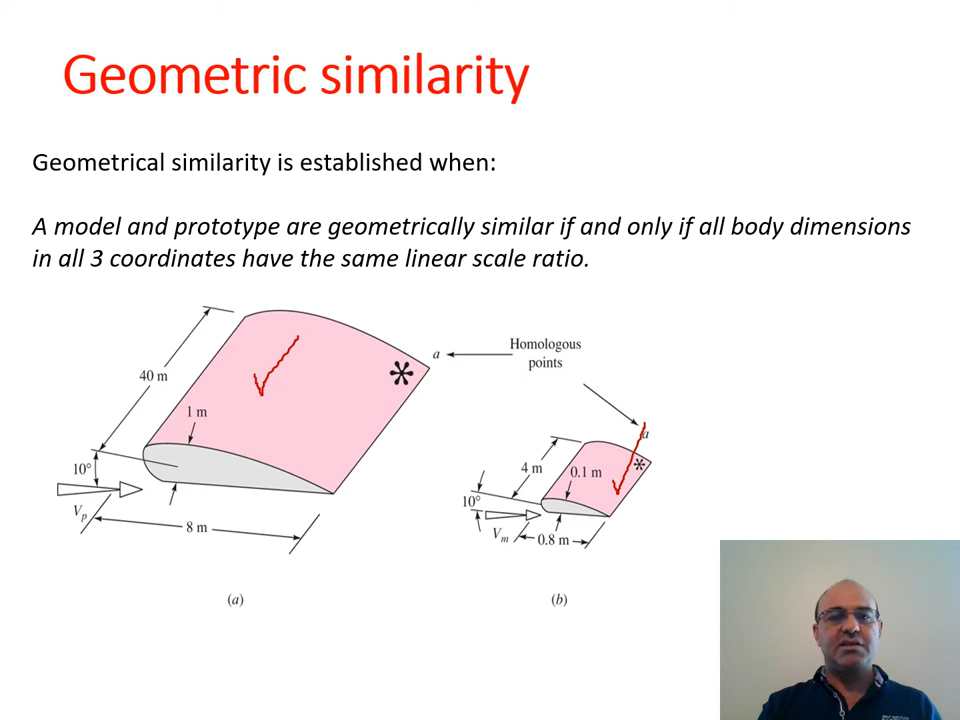 Geometric similarity
Geometrical similarity is established when:
A model and prototype are geometrically similar if and only if all body dimensions
in all 3 coordinates have the same linear scale ratio.
a
Homologous
points
40 m
1 m
a
10°
4 m
0.1 m
10°
Vp
8 m
Vm
0.8 m
(a)
(b)